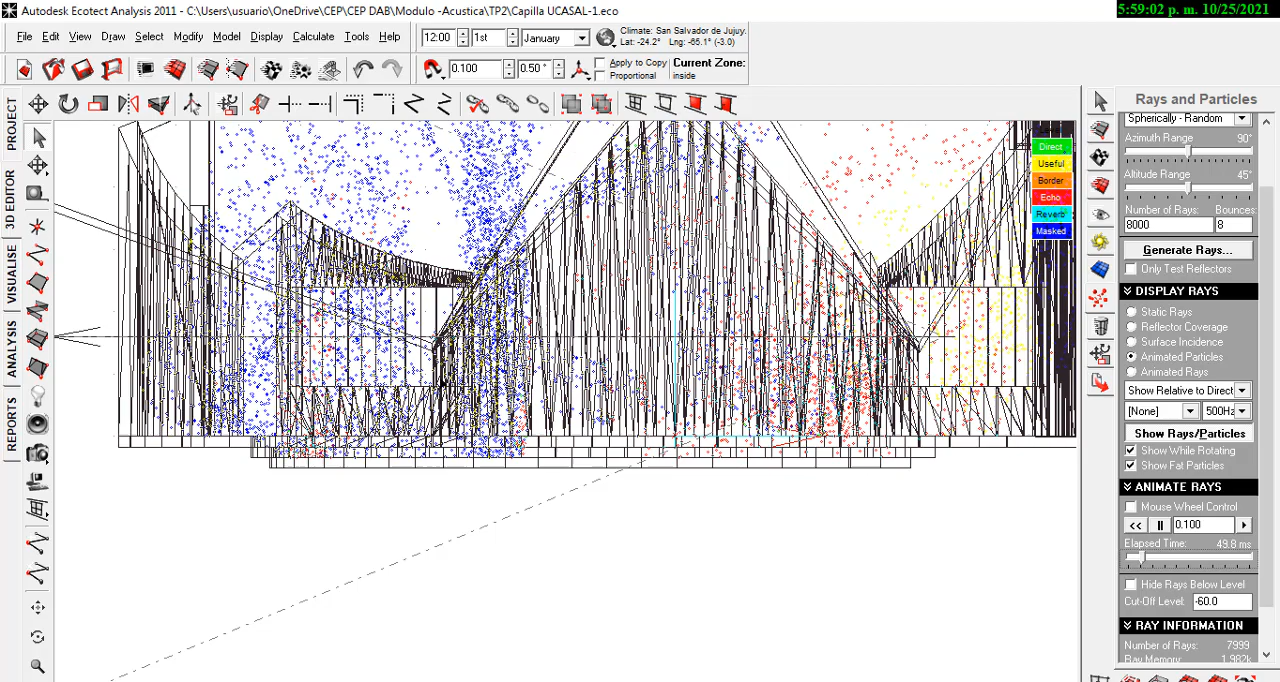 Autodesk Ecotect Analysis 2011 - C:\Users\usuario\OneDrive\CEP\CEP DAB\Modulo -Acustica\TP2\Capilla UCASAL-1.eco
5:59:02 p. m. 10/25/2021
File Edit View Draw Select Modify Model Display Calculate Tools Help
12:00 1st January
Climate: San Salvador de Jujuy.
Lat: -24.2° Lng: -65.1° (-3.0)
0.100 0.50 °
Apply to Copy
Proportional
Current Zone:
inside
PROJECT
3D EDITOR
VISUALISE
ANALYSIS
REPORTS
Direct
Useful
Border
Echo
Reverb
Masked
Rays and Particles
Spherically - Random
Azimuth Range 90°
Altitude Range 45°
Number of Rays: Bounces:
8000 8
Generate Rays...
Only Test Reflectors
DISPLAY RAYS
Static Rays
Reflector Coverage
Surface Incidence
Animated Particles
Animated Rays
Show Relative to Direct
[None] 500Hz
Show Rays/Particles
Show While Rotating
Show Fat Particles
ANIMATE RAYS
Mouse Wheel Control
<< 0.100
Elapsed Time: 49.8 ms
Hide Rays Below Level
Cut-Off Level: -60.0
RAY INFORMATION
Number of Rays: 7999
Ray Memory: 1.982k